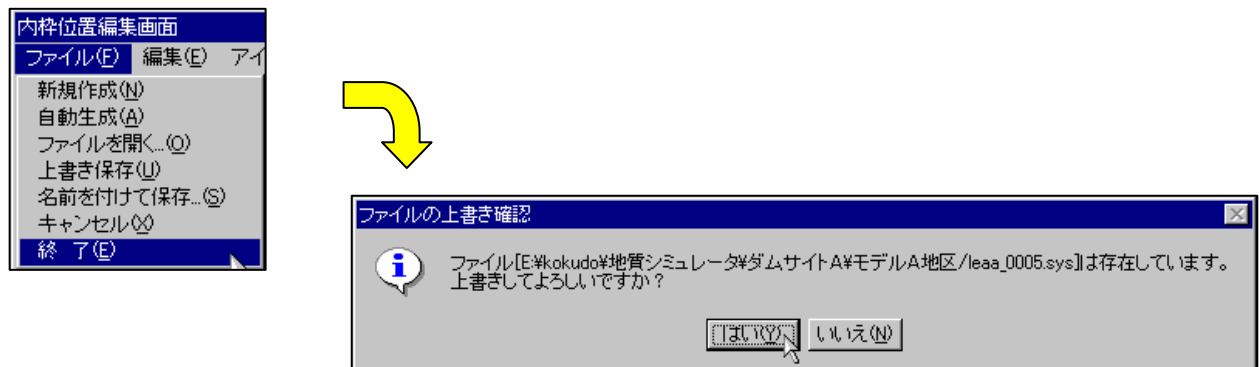 内枠位置編集画面
ファイル(F) 編集(E) アイ
新規作成(N)
自動生成(A)
ファイルを開く...(O)
上書き保存(U)
名前を付けて保存...(S)
キャンセル(X)
終 了(E)
ファイルの上書き確認
ファイル[E:¥kokudo¥地質シミュレータ¥ダムサイトA¥モデルA地区/leaa_0005.sys]は存在しています。
上書きしてよろしいですか?
はい(Y) いいえ(N)